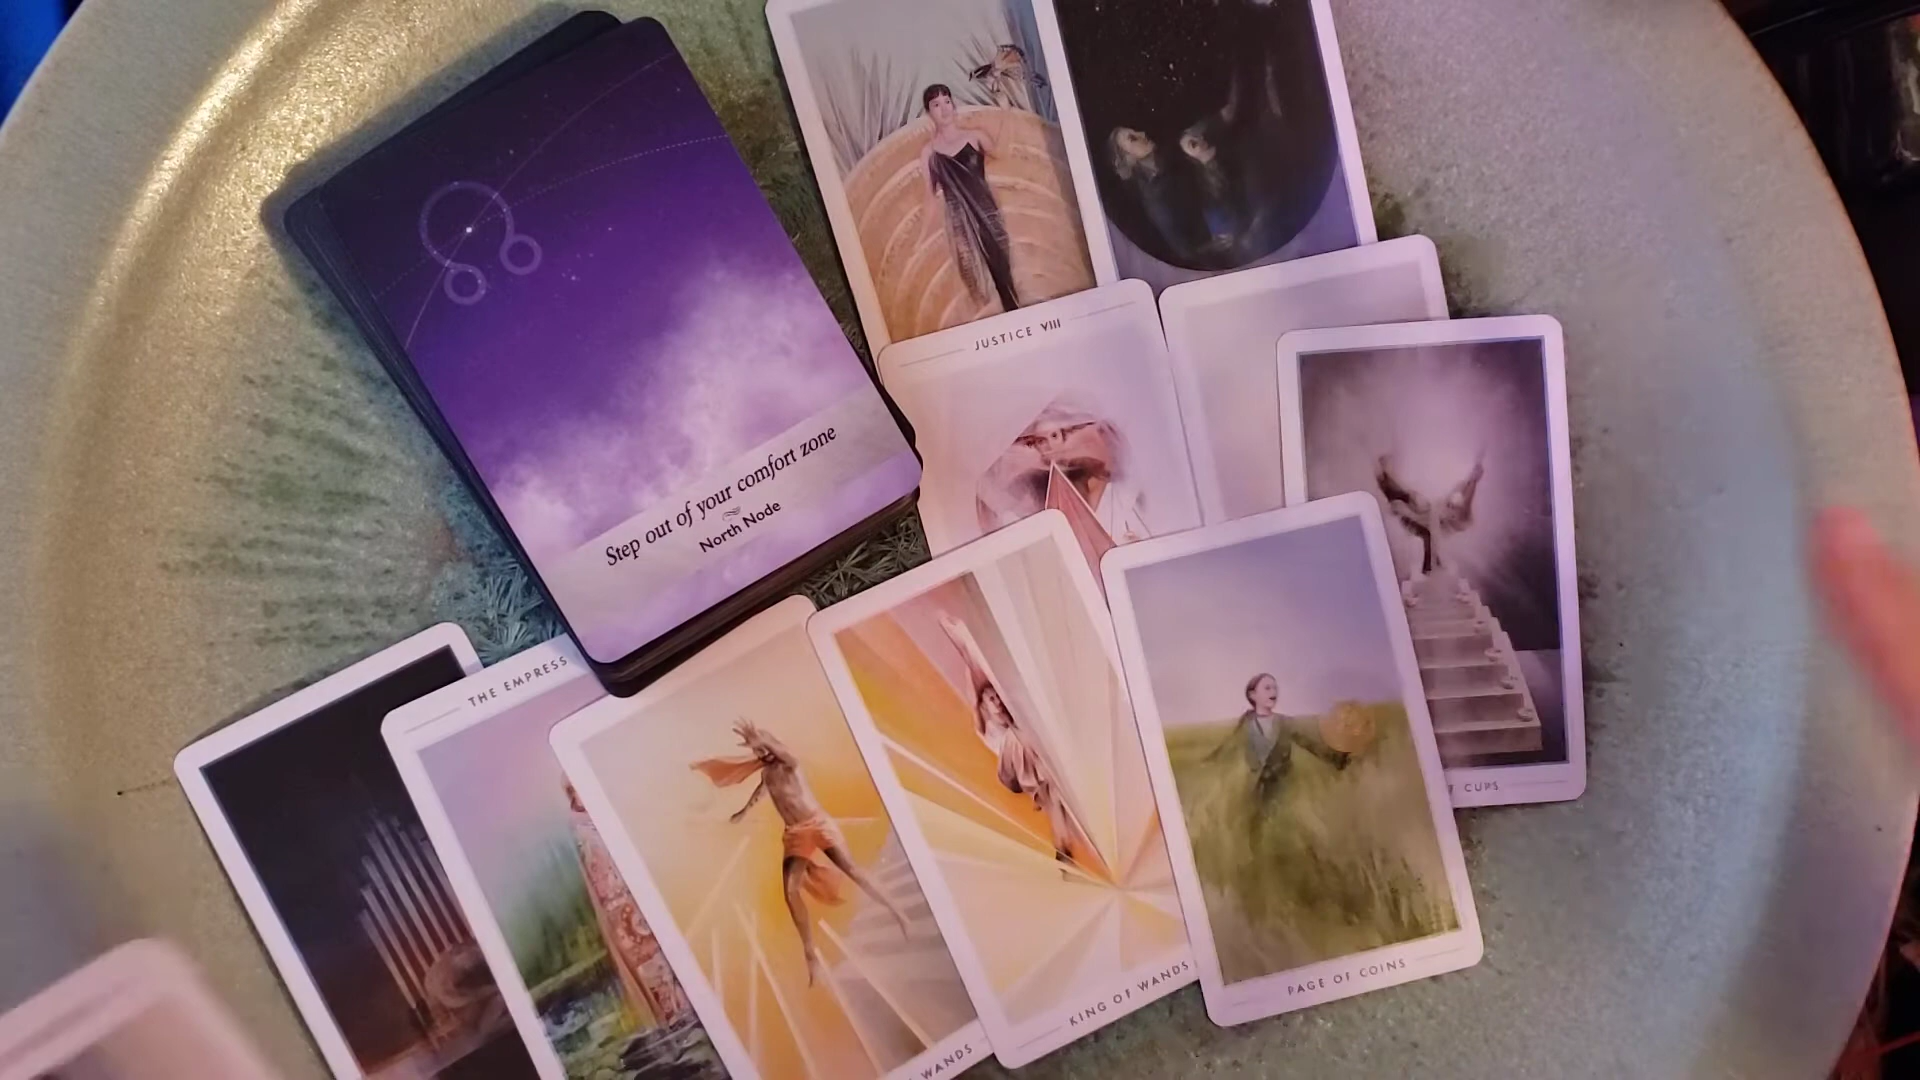 JUSTICE VIII
Step out of your comfort zone
North Node
THE EMPRESS
CUPS
PAGE OF COINS
KING OF WANDS
WANDS